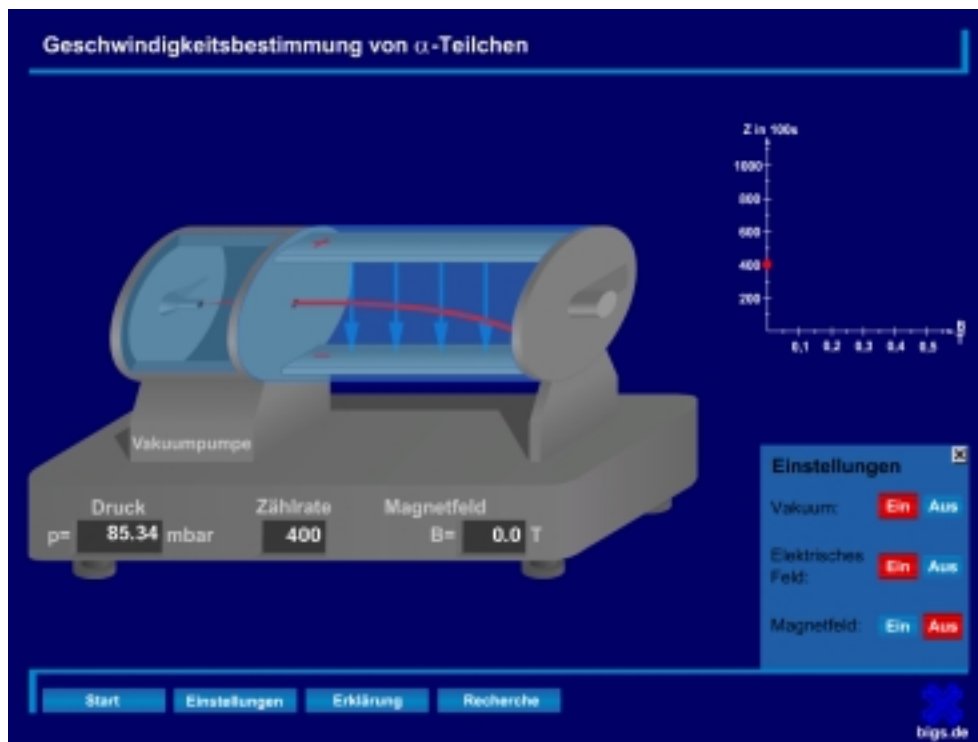 Geschwindigkeitsbestimmung von α-Teilchen
Z in 100s
1000
800
600
400
200
0,1 0,2 0,3 0,4 0,5
B
T
Vakuumpumpe
Druck Zählrate Magnetfeld
p= 85.34 mbar 400 B= 0.0 T
Einstellungen
Vakuum: Ein Aus
Elektrisches
Feld: Ein Aus
Magnetfeld: Ein Aus
Start Einstellungen Erklärung Recherche
bigs.de